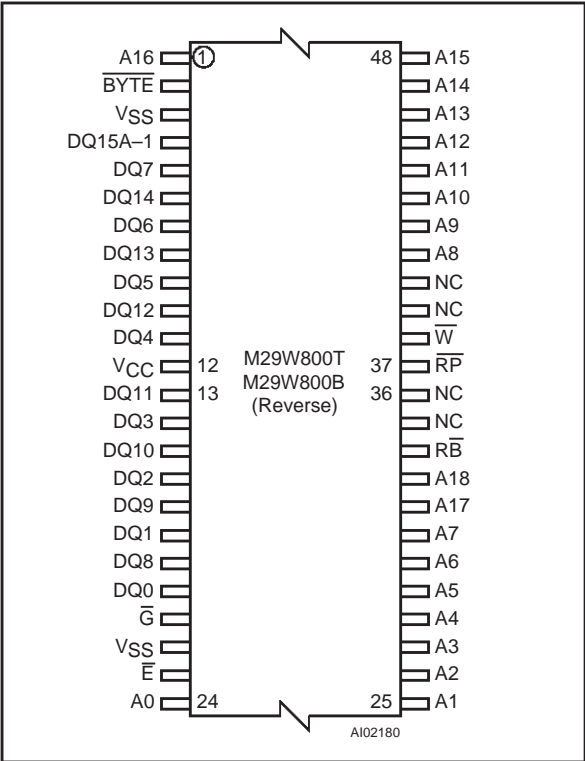 A16 1 48 A15
B̅Y̅T̅E̅ A14
VSS A13
DQ15A–1 A12
DQ7 A11
DQ14 A10
DQ6 A9
DQ13 A8
DQ5 NC
DQ12 NC
DQ4 W̅
VCC 12 M29W800T 37 R̅P̅
M29W800B
DQ11 13 36 NC
(Reverse)
DQ3 NC
DQ10 RB̅
DQ2 A18
DQ9 A17
DQ1 A7
DQ8 A6
DQ0 A5
G̅ A4
VSS A3
E̅ A2
A0 24 25 A1
AI02180